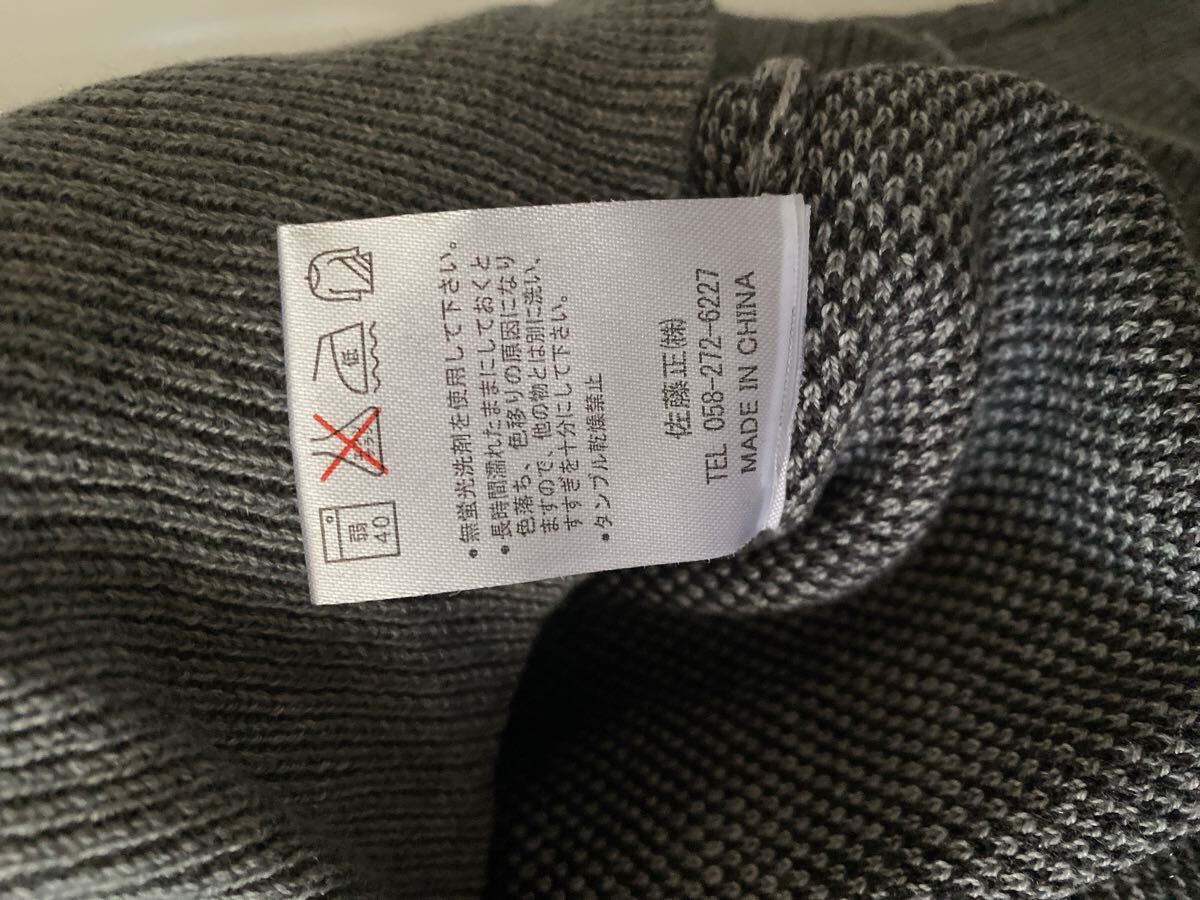 弱
40
低
・無蛍光洗剤を使用して下さい。
・長時間濡れたままにしておくと
色落ち、色移りの原因になり
ますので、他の物とは別に洗い、
すすぎを十分にして下さい。
・タンブル乾燥禁止
佐藤正㈱
TEL 058-272-6227
MADE IN CHINA